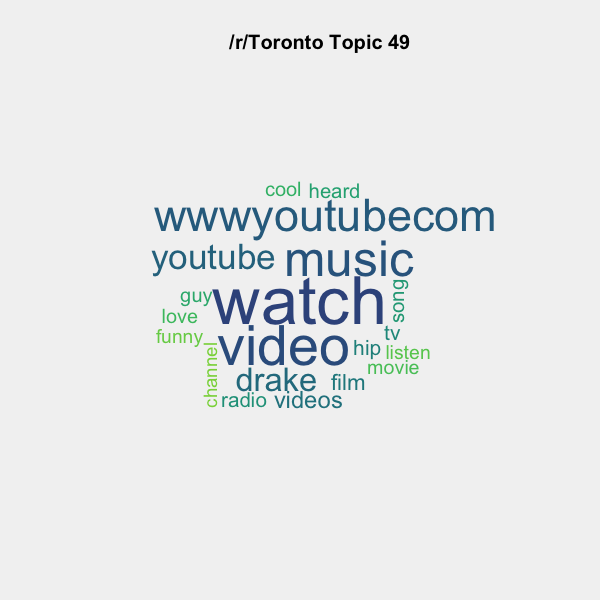 /r/Toronto Topic 49
cool heard
wwwyoutubecom
youtube music
guy watch song
love
funny video hip tv listen
channel movie
drake film
radio videos